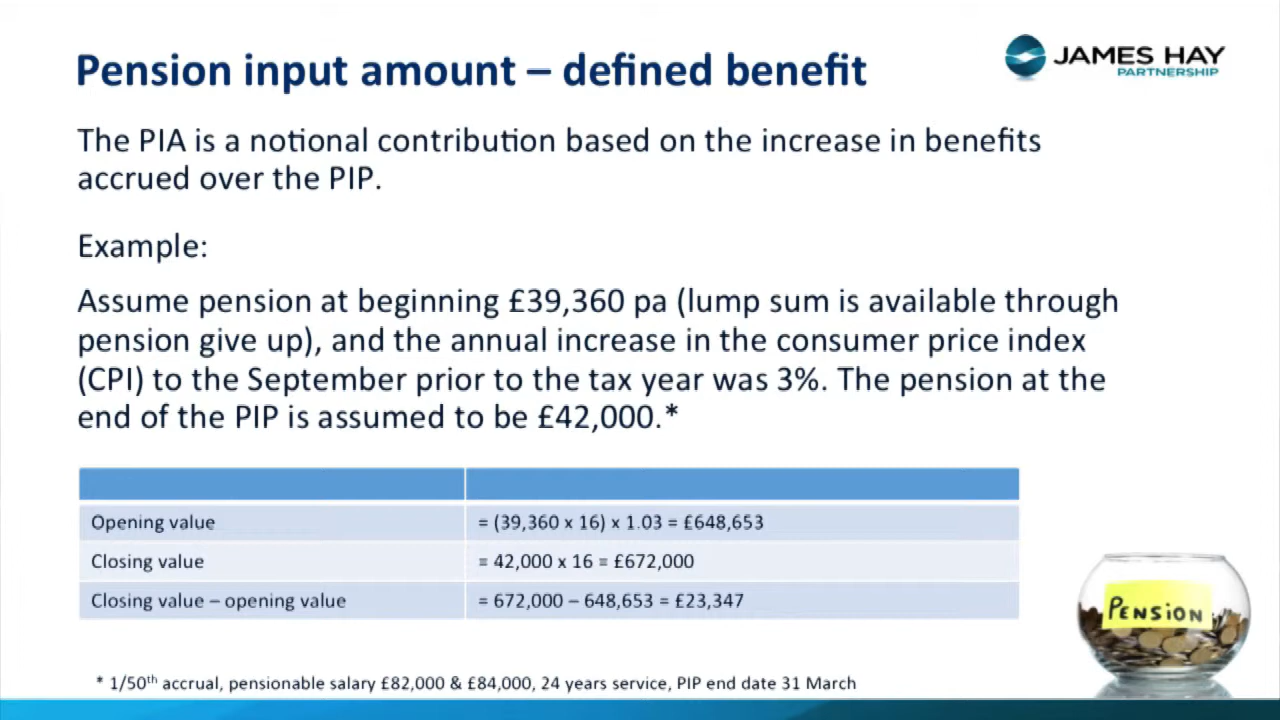 Pension input amount – defined benefit
JAMES HAY
PARTNERSHIP
The PIA is a notional contribution based on the increase in benefits
accrued over the PIP.
Example:
Assume pension at beginning £39,360 pa (lump sum is available through
pension give up), and the annual increase in the consumer price index
(CPI) to the September prior to the tax year was 3%. The pension at the
end of the PIP is assumed to be £42,000.*
Opening value = (39,360 x 16) x 1.03 = £648,653
Closing value = 42,000 x 16 = £672,000
Closing value – opening value = 672,000 – 648,653 = £23,347
PENSiON
* 1/50th accrual, pensionable salary £82,000 & £84,000, 24 years service, PIP end date 31 March